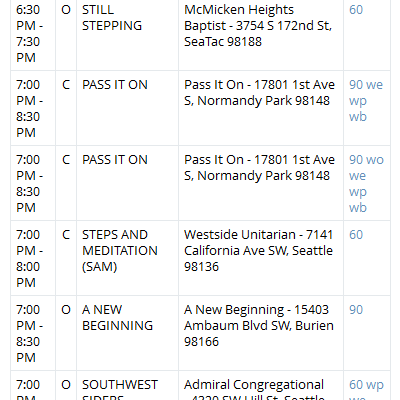 6:30 PM - 7:30 PM O STILL STEPPING McMicken Heights Baptist - 3754 S 172nd St, SeaTac 98188 60
7:00 PM - 8:30 PM C PASS IT ON Pass It On - 17801 1st Ave S, Normandy Park 98148 90 we wp wb
7:00 PM - 8:30 PM C PASS IT ON Pass It On - 17801 1st Ave S, Normandy Park 98148 90 wo we wp wb
7:00 PM - 8:00 PM C STEPS AND MEDITATION (SAM) Westside Unitarian - 7141 California Ave SW, Seattle 98136 60
7:00 PM - 8:30 PM O A NEW BEGINNING A New Beginning - 15403 Ambaum Blvd SW, Burien 98166 90
7:00 PM - O SOUTHWEST SIDERS Admiral Congregational - 4320 SW Hill St, Seattle 60 wp we